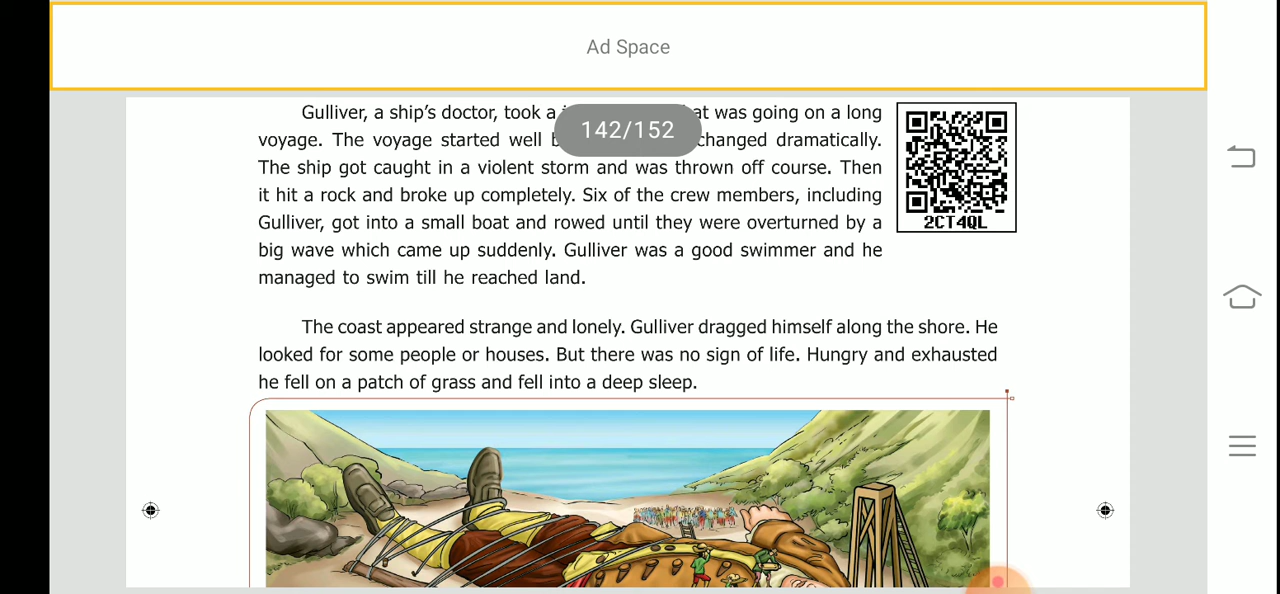 Ad Space
142/152
Gulliver, a ship's doctor, took a at was going on a long
voyage. The voyage started well changed dramatically.
The ship got caught in a violent storm and was thrown off course. Then
it hit a rock and broke up completely. Six of the crew members, including
Gulliver, got into a small boat and rowed until they were overturned by a
big wave which came up suddenly. Gulliver was a good swimmer and he
managed to swim till he reached land.
2CT4QL
The coast appeared strange and lonely. Gulliver dragged himself along the shore. He
looked for some people or houses. But there was no sign of life. Hungry and exhausted
he fell on a patch of grass and fell into a deep sleep.